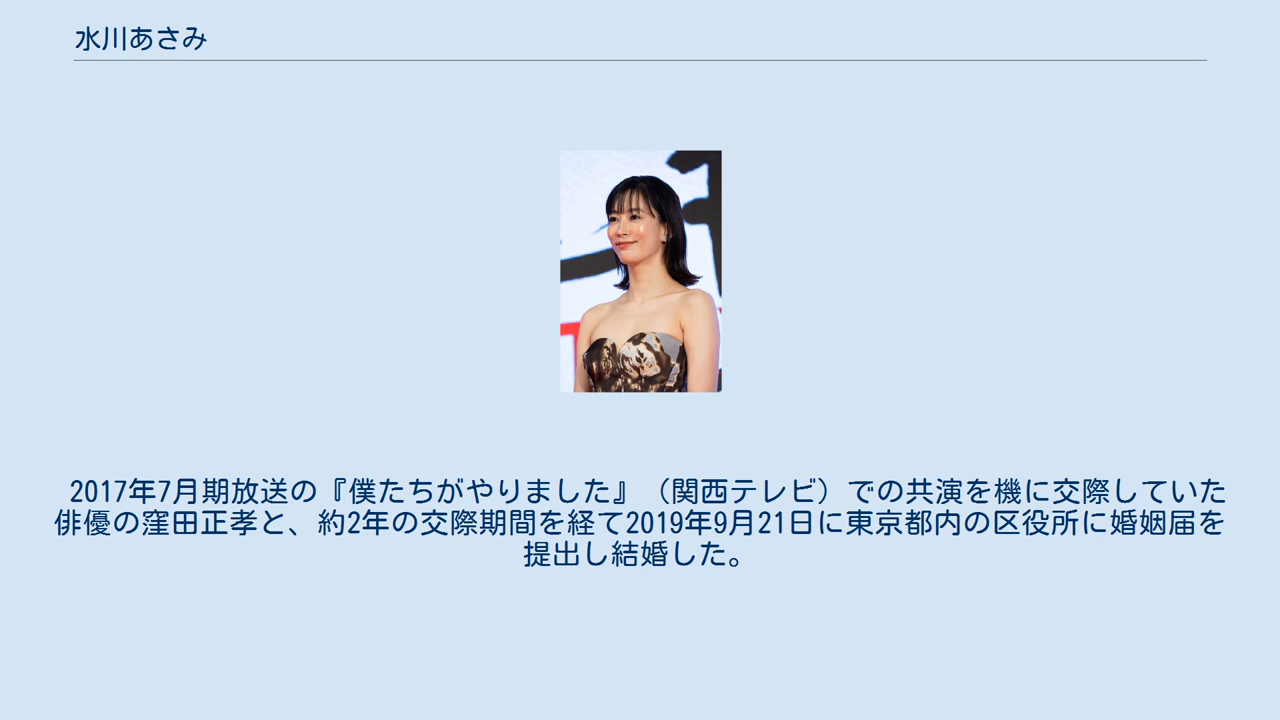 水川あさみ
2017年7月期放送の『僕たちがやりました』（関西テレビ）での共演を機に交際していた
俳優の窪田正孝と、約2年の交際期間を経て2019年9月21日に東京都内の区役所に婚姻届を
提出し結婚した。